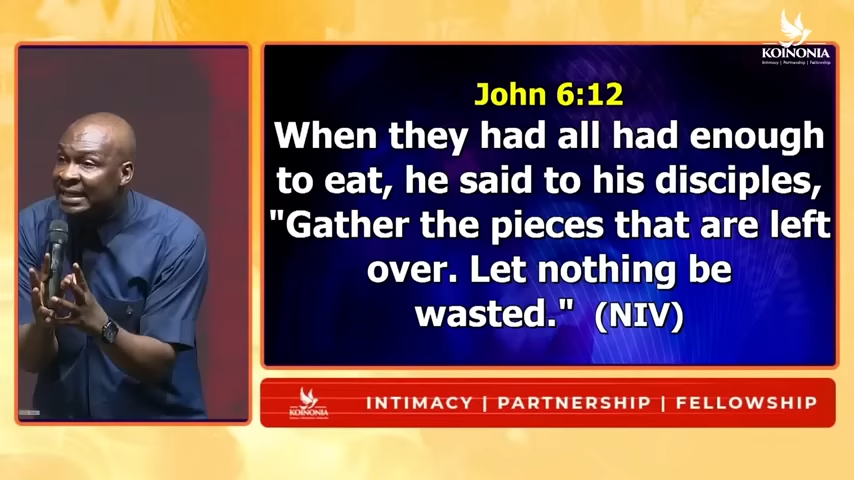 KOINONIA
Intimacy | Partnership | Fellowship
John 6:12
When they had all had enough
to eat, he said to his disciples,
"Gather the pieces that are left
over. Let nothing be
wasted." (NIV)
KOINONIA
INTIMACY | PARTNERSHIP | FELLOWSHIP